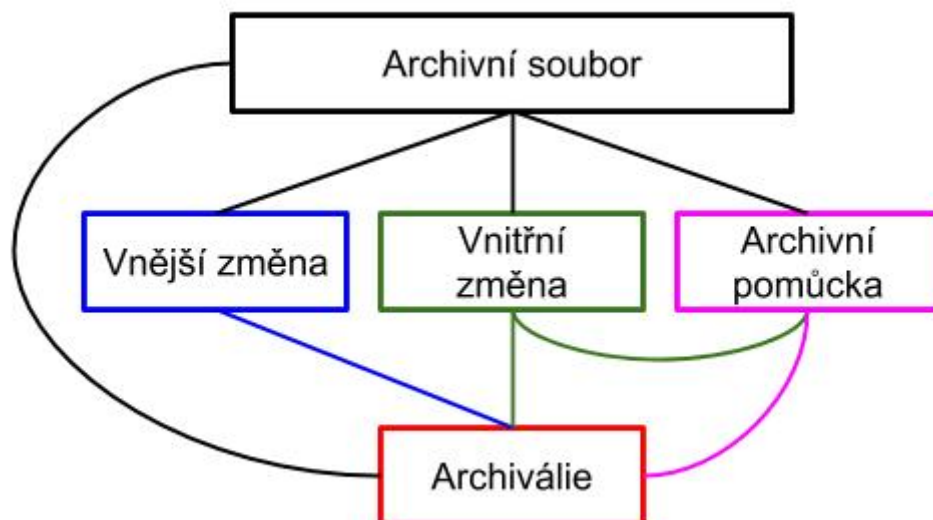 Archivní soubor
Vnější změna
Vnitřní
změna
Archivní
pomůcka
Archiválie